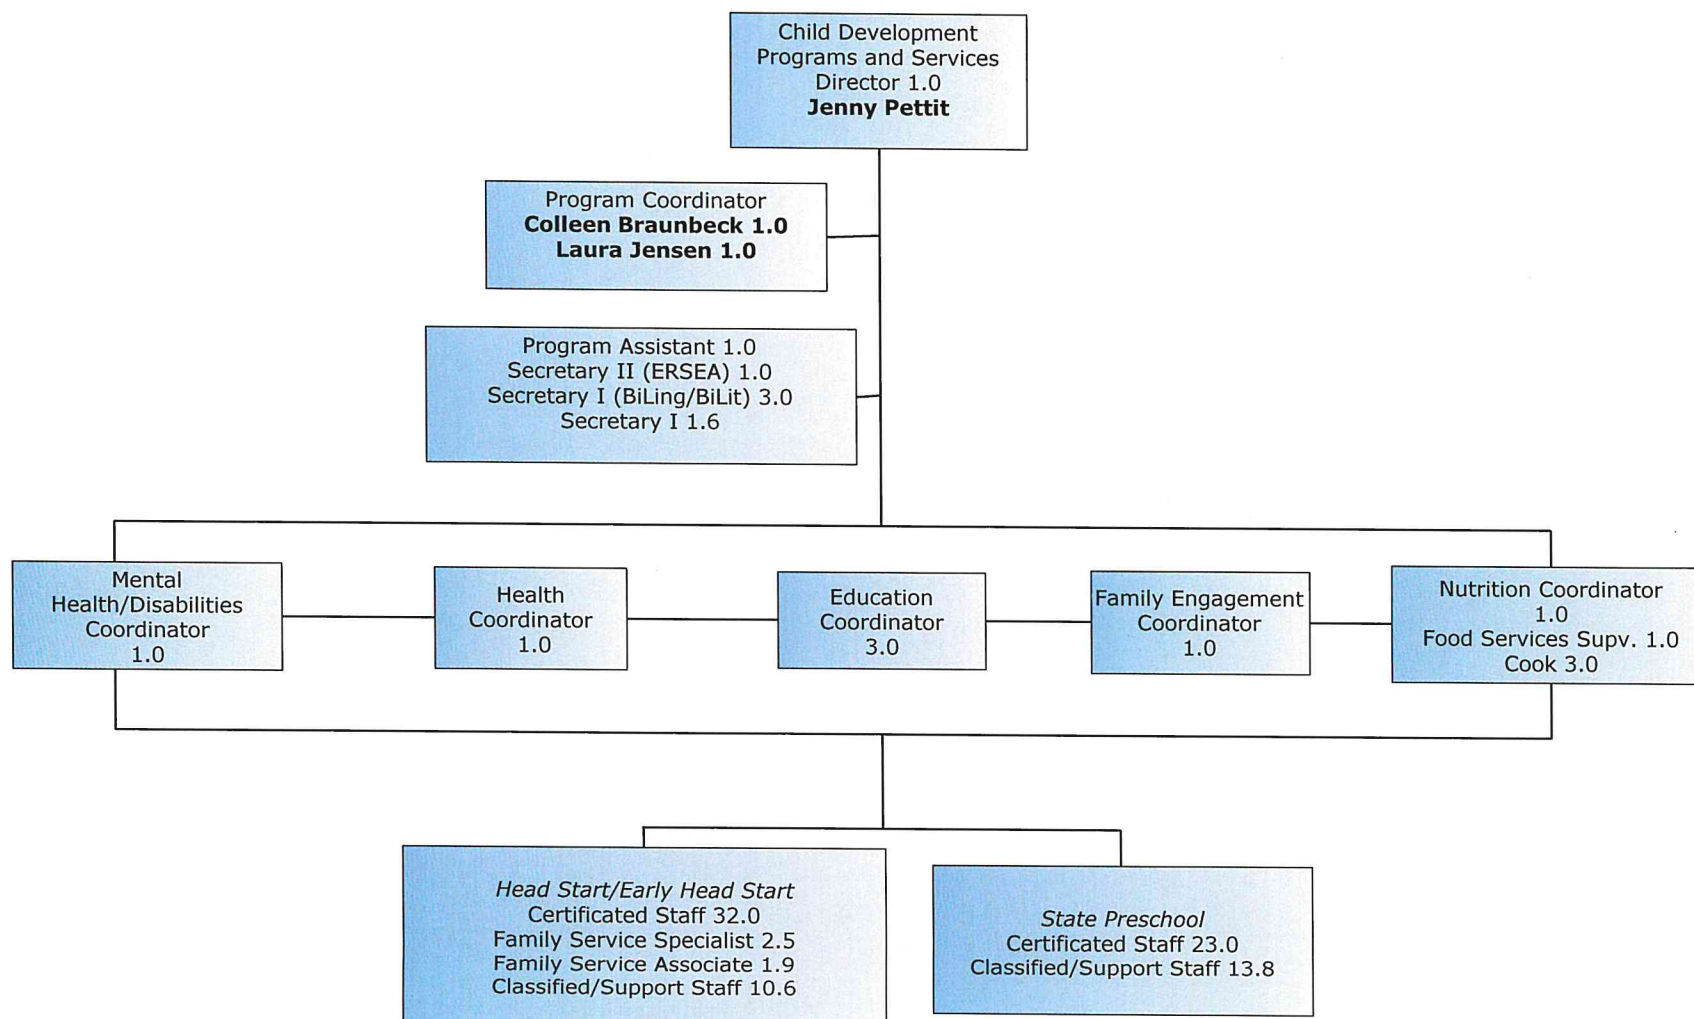 Child Development
Programs and Services
Director 1.0
Jenny Pettit
Program Coordinator
Colleen Braunbeck 1.0
Laura Jensen 1.0
Program Assistant 1.0
Secretary II (ERSEA) 1.0
Secretary I (BiLing/BiLit) 3.0
Secretary I 1.6
Mental
Health/Disabilities
Coordinator
1.0
Health
Coordinator
1.0
Education
Coordinator
3.0
Family Engagement
Coordinator
1.0
Nutrition Coordinator
1.0
Food Services Supv. 1.0
Cook 3.0
Head Start/Early Head Start
Certificated Staff 32.0
Family Service Specialist 2.5
Family Service Associate 1.9
Classified/Support Staff 10.6
State Preschool
Certificated Staff 23.0
Classified/Support Staff 13.8